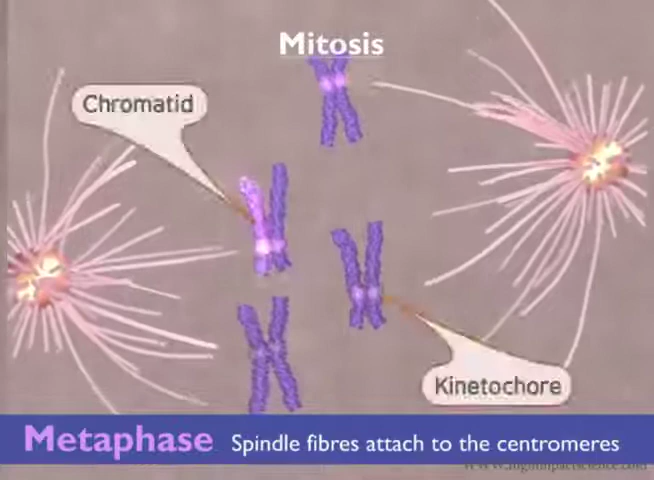 Mitosis
Chromatid
Kinetochore
Metaphase Spindle fibres attach to the centromeres